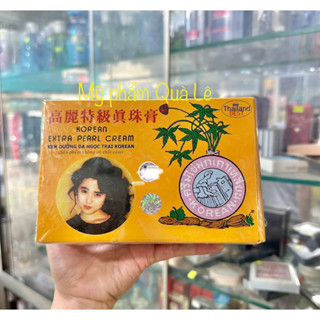 Mỹ phẩm Quà Lê
Thailand
BEST
高麗特級眞珠膏
KOREAN
EXTRA PEARL CREAM
KEM DƯỠNG DA NGỌC TRAI KOREAN
KOREAN